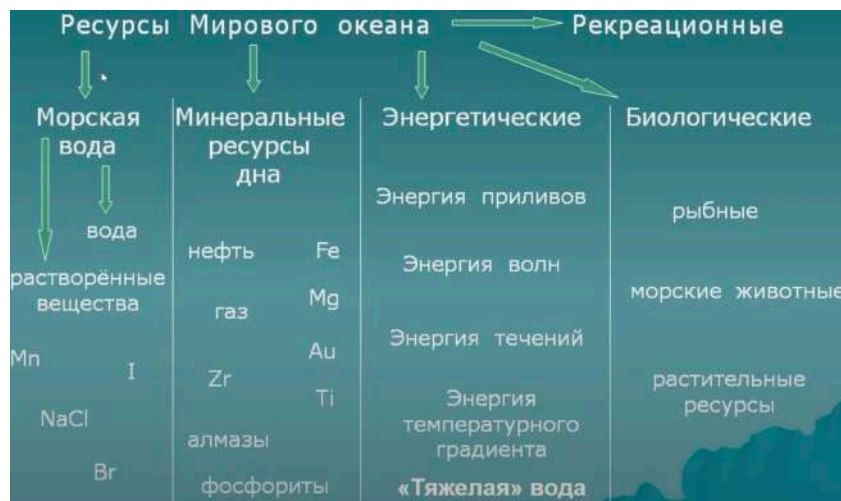 Ресурсы Мирового океана
Рекреационные
Морская
вода
вода
растворённые
вещества
Mn
I
NaCl
Br
Минеральные
ресурсы
дна
нефть
Fe
газ
Mg
Au
Zr
Ti
алмазы
фосфориты
Энергетические
Энергия приливов
Энергия волн
Энергия течений
Энергия
температурного
градиента
«Тяжелая» вода
Биологические
рыбные
морские животные
растительные
ресурсы